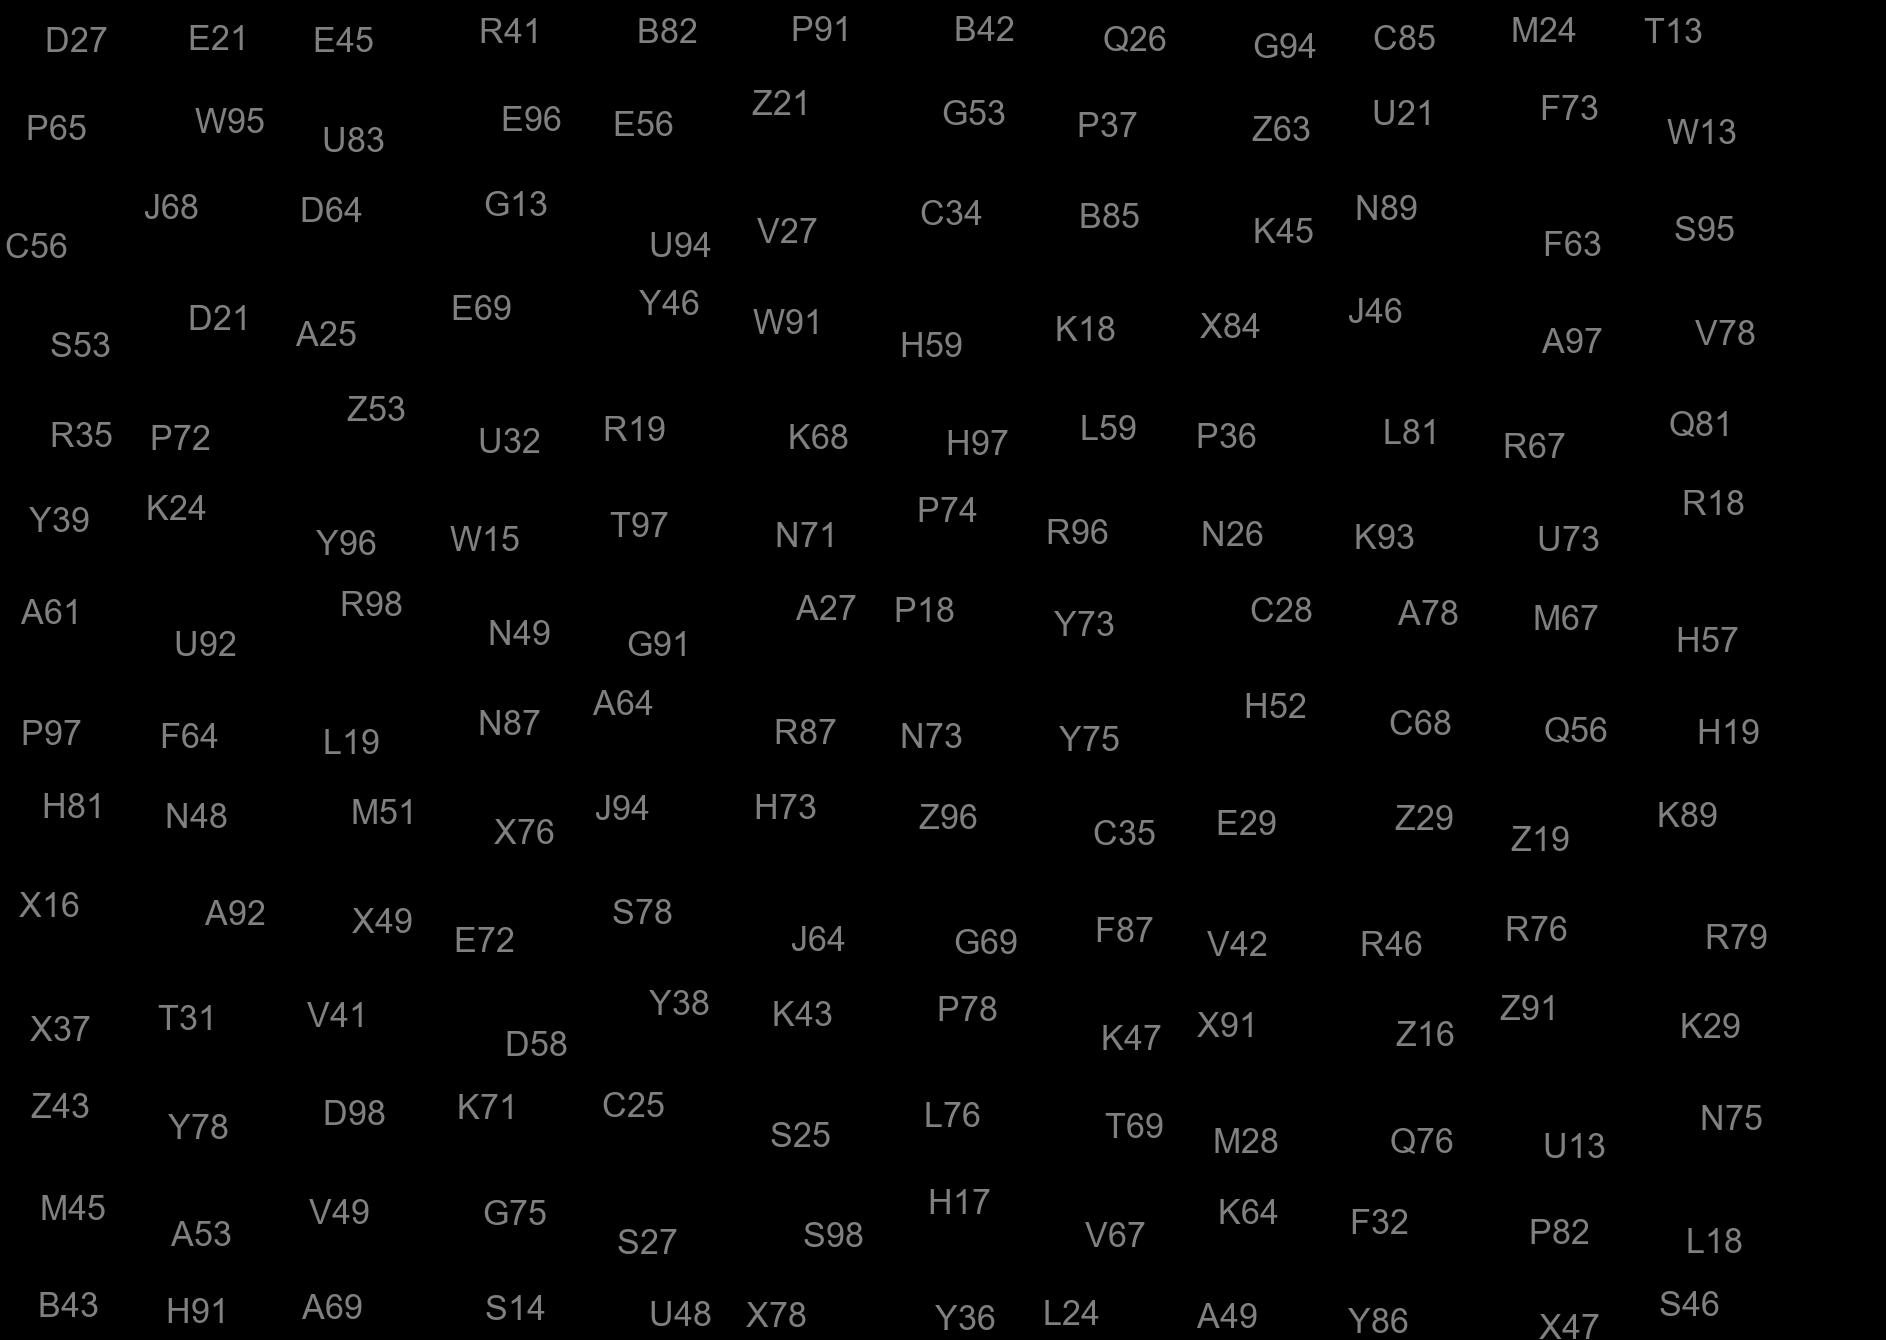 D27 E21 E45 R41 B82 P91 B42 Q26 G94 C85 M24 T13
P65 W95 U83 E96 E56 Z21 G53 P37 Z63 U21 F73 W13
C56 J68 D64 G13 U94 V27 C34 B85 K45 N89 F63 S95
S53 D21 A25 E69 Y46 W91 H59 K18 X84 J46 A97 V78
R35 P72 Z53 U32 R19 K68 H97 L59 P36 L81 R67 Q81
Y39 K24 Y96 W15 T97 N71 P74 R96 N26 K93 U73 R18
A61 U92 R98 N49 G91 A27 P18 Y73 C28 A78 M67 H57
P97 F64 L19 N87 A64 R87 N73 Y75 H52 C68 Q56 H19
H81 N48 M51 X76 J94 H73 Z96 C35 E29 Z29 Z19 K89
X16 A92 X49 E72 S78 J64 G69 F87 V42 R46 R76 R79
X37 T31 V41 D58 Y38 K43 P78 K47 X91 Z16 Z91 K29
Z43 Y78 D98 K71 C25 S25 L76 T69 M28 Q76 U13 N75
M45 A53 V49 G75 S27 S98 H17 V67 K64 F32 P82 L18
B43 H91 A69 S14 U48 X78 Y36 L24 A49 Y86 X47 S46